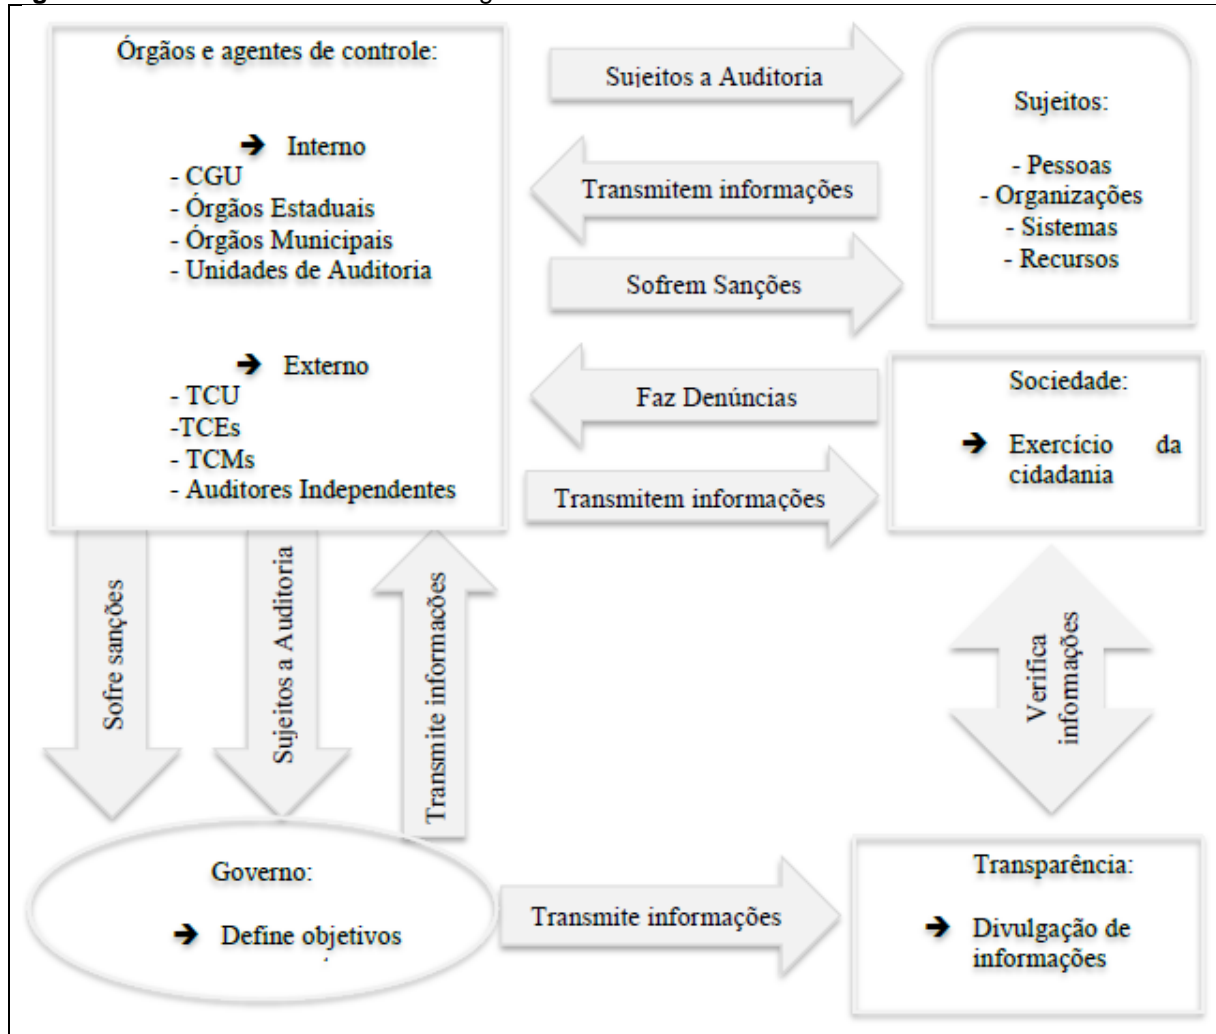 Órgãos e agentes de controle:
➔ Interno
- CGU
- Órgãos Estaduais
- Órgãos Municipais
- Unidades de Auditoria
➔ Externo
- TCU
-TCEs
- TCMs
- Auditores Independentes
Sujeitos a Auditoria
Transmitem informações
Sofrem Sanções
Faz Denúncias
Transmitem informações
Sujeitos:
- Pessoas
- Organizações
- Sistemas
- Recursos
Sociedade:
➔ Exercício da
cidadania
Sofre sanções
Sujeitos a Auditoria
Transmite informacões
Verifica
informações
Governo:
➔ Define objetivos
Transmite informações
Transparência:
➔ Divulgação de
informações